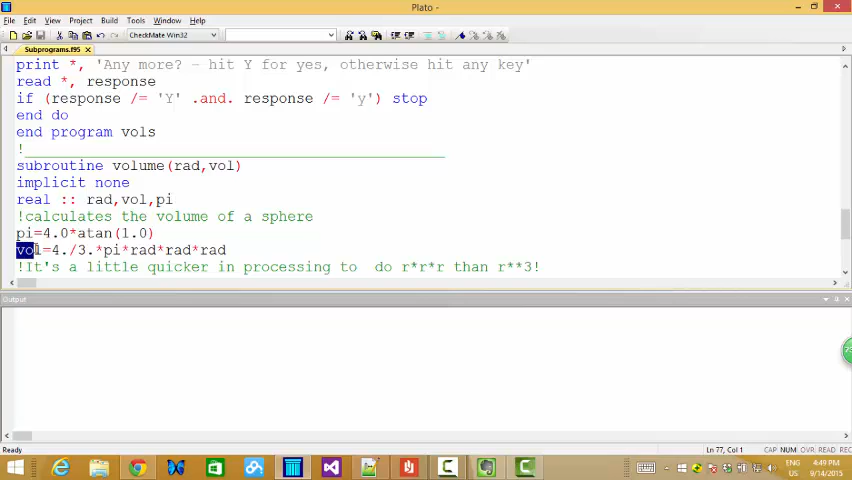 Plato -
File Edit View Project Build Tools Window Help
CheckMate Win32
Subprograms.f95
print *, 'Any more? - hit Y for yes, otherwise hit any key'
read *, response
if (response /= 'Y' .and. response /= 'y') stop
end do
end program vols
!________________________________________________
subroutine volume(rad,vol)
implicit none
real :: rad,vol,pi
!calculates the volume of a sphere
pi=4.0*atan(1.0)
vol=4./3.*pi*rad*rad*rad
!It's a little quicker in processing to  do r*r*r than r**3!
Output
Ready
Ln 77, Col 1
CAP NUM OVR READ REC
ENG
US
4:49 PM
9/14/2015